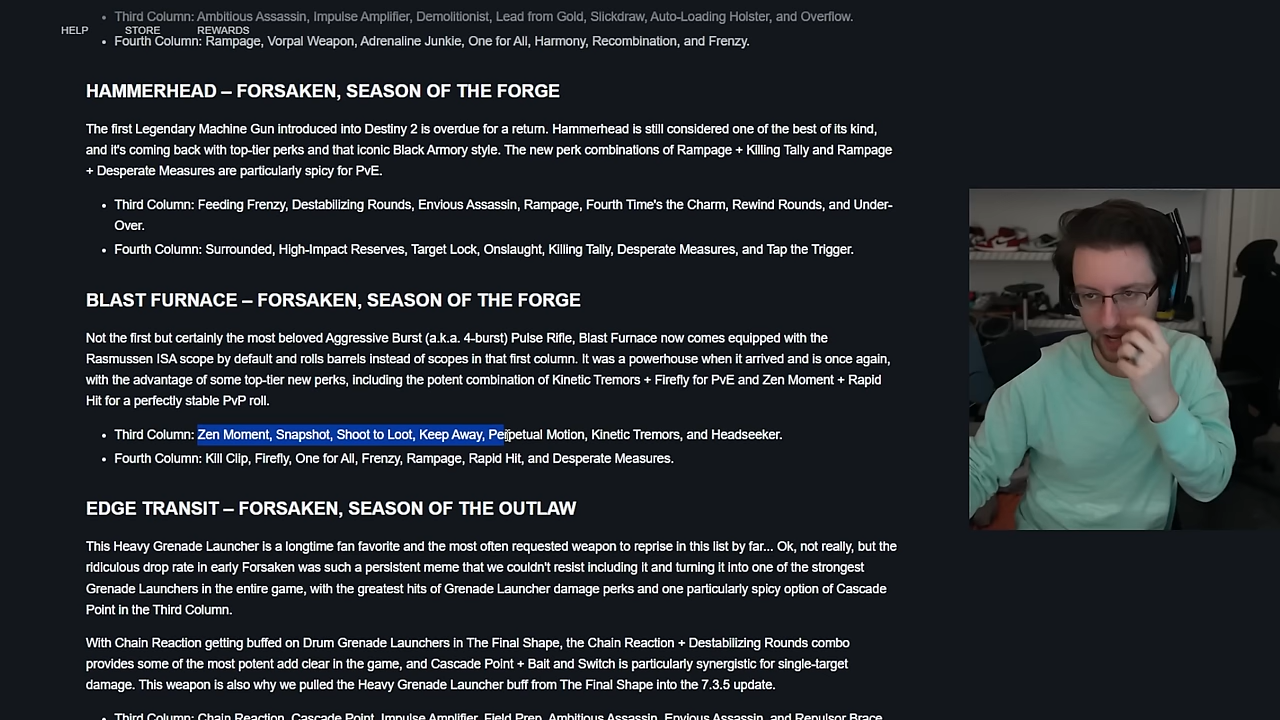 • Third Column: Ambitious Assassin, Impulse Amplifier, Demolitionist, Lead from Gold, Slickdraw, Auto-Loading Holster, and Overflow.
HELP STORE REWARDS
• Fourth Column: Rampage, Vorpal Weapon, Adrenaline Junkie, One for All, Harmony, Recombination, and Frenzy.
HAMMERHEAD – FORSAKEN, SEASON OF THE FORGE
The first Legendary Machine Gun introduced into Destiny 2 is overdue for a return. Hammerhead is still considered one of the best of its kind,
and it's coming back with top-tier perks and that iconic Black Armory style. The new perk combinations of Rampage + Killing Tally and Rampage
+ Desperate Measures are particularly spicy for PvE.
• Third Column: Feeding Frenzy, Destabilizing Rounds, Envious Assassin, Rampage, Fourth Time's the Charm, Rewind Rounds, and Under-
Over.
• Fourth Column: Surrounded, High-Impact Reserves, Target Lock, Onslaught, Killing Tally, Desperate Measures, and Tap the Trigger.
BLAST FURNACE – FORSAKEN, SEASON OF THE FORGE
Not the first but certainly the most beloved Aggressive Burst (a.k.a. 4-burst) Pulse Rifle, Blast Furnace now comes equipped with the
Rasmussen ISA scope by default and rolls barrels instead of scopes in that first column. It was a powerhouse when it arrived and is once again,
with the advantage of some top-tier new perks, including the potent combination of Kinetic Tremors + Firefly for PvE and Zen Moment + Rapid
Hit for a perfectly stable PvP roll.
• Third Column: Zen Moment, Snapshot, Shoot to Loot, Keep Away, Perpetual Motion, Kinetic Tremors, and Headseeker.
• Fourth Column: Kill Clip, Firefly, One for All, Frenzy, Rampage, Rapid Hit, and Desperate Measures.
EDGE TRANSIT – FORSAKEN, SEASON OF THE OUTLAW
This Heavy Grenade Launcher is a longtime fan favorite and the most often requested weapon to reprise in this list by far... Ok, not really, but the
ridiculous drop rate in early Forsaken was such a persistent meme that we couldn't resist including it and turning it into one of the strongest
Grenade Launchers in the entire game, with the greatest hits of Grenade Launcher damage perks and one particularly spicy option of Cascade
Point in the Third Column.
With Chain Reaction getting buffed on Drum Grenade Launchers in The Final Shape, the Chain Reaction + Destabilizing Rounds combo
provides some of the most potent add clear in the game, and Cascade Point + Bait and Switch is particularly synergistic for single-target
damage. This weapon is also why we pulled the Heavy Grenade Launcher buff from The Final Shape into the 7.3.5 update.
• Third Column: Chain Reaction, Cascade Point, Impulse Amplifier, Field Prep, Ambitious Assassin, Envious Assassin, and Repulsor Brace.